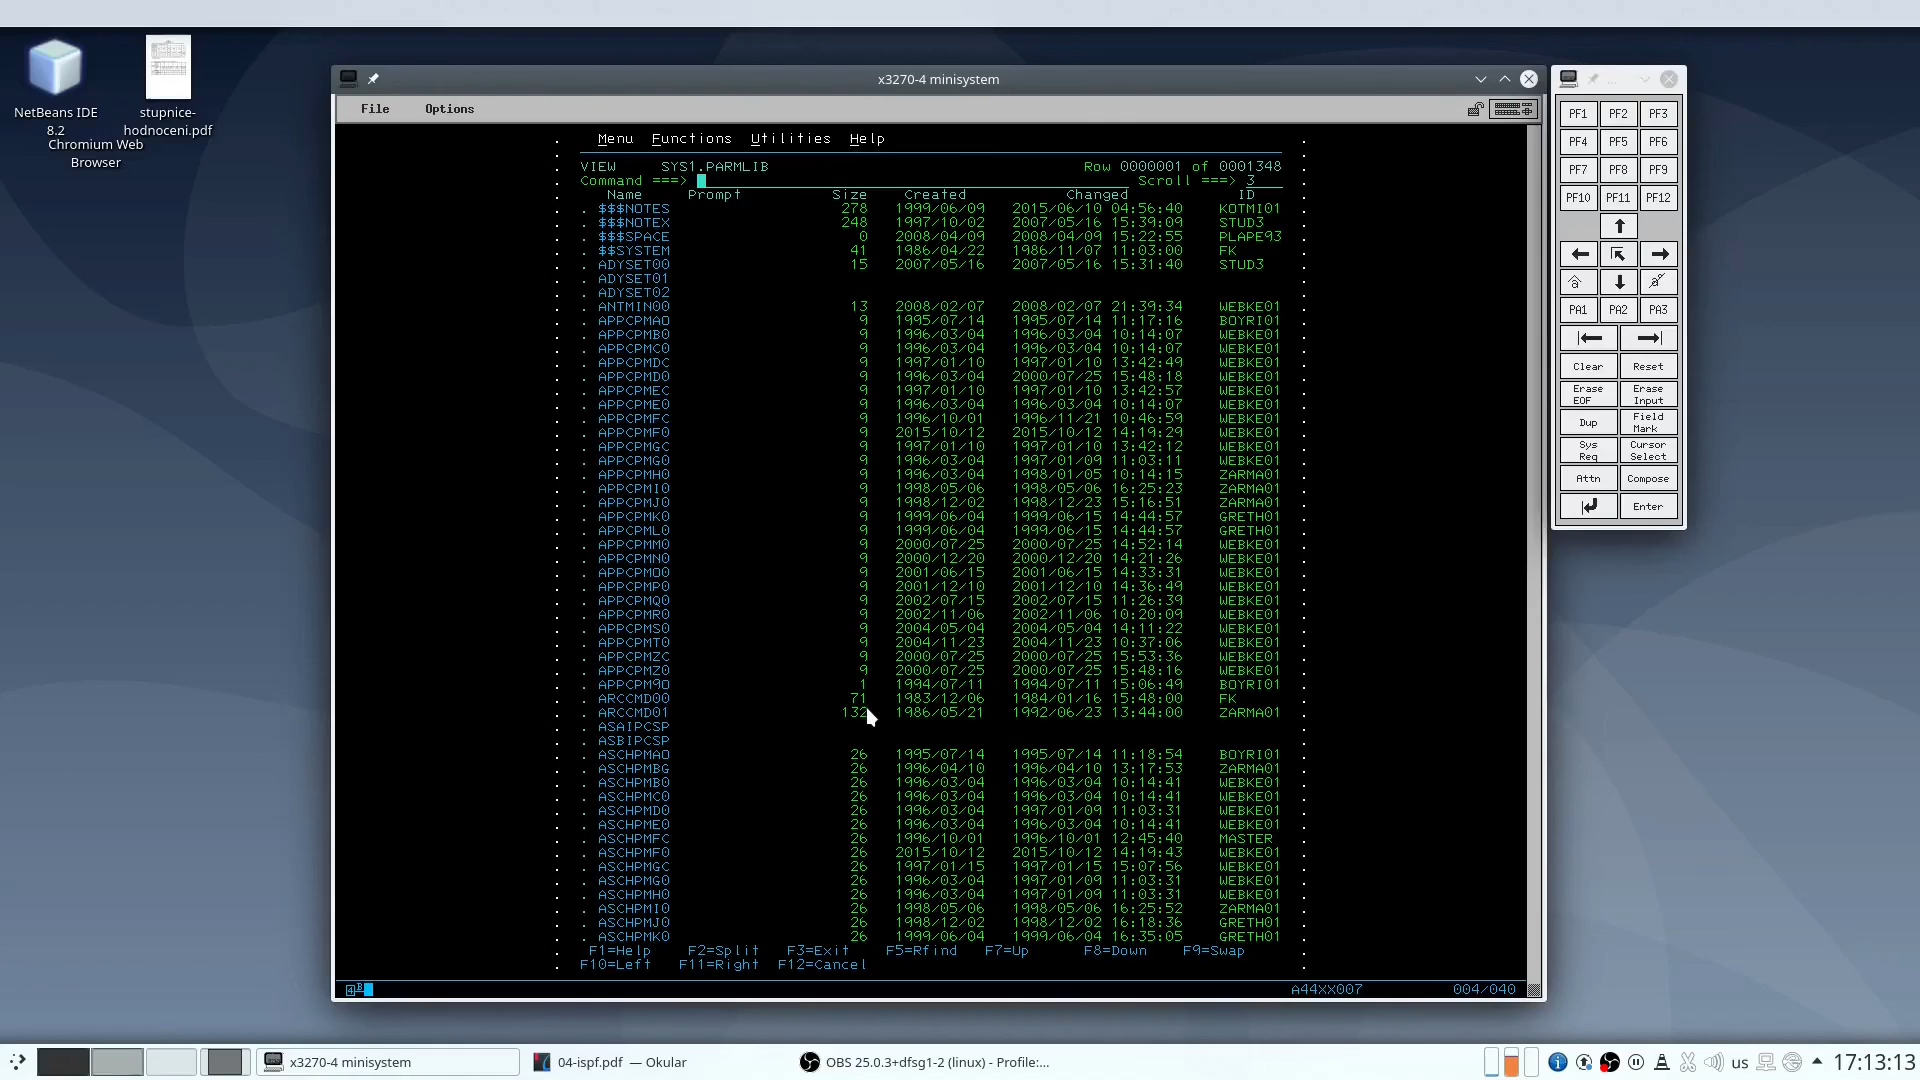 NetBeans IDE
8.2
stupnice-
hodnoceni.pdf
Chromium Web
Browser
x3270-4 minisystem
File Options
Menu Functions Utilities Help
VIEW SYS1.PARMLIB Row 0000001 of 0001348
Command ===> Scroll ===> 3
Name Prompt Size Created Changed ID
. $$$NOTES 278 1999/06/09 2015/06/10 04:56:40 KOTMI01
. $$$NOTEX 248 1997/10/02 2007/05/16 15:39:09 STUD3
. $$$SPACE 0 2008/04/09 2008/04/09 15:22:55 PLAPE93
. $$SYSTEM 41 1986/04/22 1986/11/07 11:03:00 FK
. ADYSET00 15 2007/05/16 2007/05/16 15:31:40 STUD3
. ADYSET01
. ADYSET02
. ANTMIN00 13 2008/02/07 2008/02/07 21:39:34 WEBKE01
. APPCPMAO 9 1995/07/14 1995/07/14 11:17:16 BOYRI01
. APPCPMB0 9 1996/03/04 1996/03/04 10:14:07 WEBKE01
. APPCPMC0 9 1996/03/04 1996/03/04 10:14:07 WEBKE01
. APPCPMDC 9 1997/01/10 1997/01/10 13:42:49 WEBKE01
. APPCPMD0 9 1996/03/04 2000/07/25 15:48:18 WEBKE01
. APPCPMEC 9 1997/01/10 1997/01/10 13:42:57 WEBKE01
. APPCPME0 9 1996/03/04 1996/03/04 10:14:07 WEBKE01
. APPCPMFC 9 1996/10/01 1996/11/21 10:46:59 WEBKE01
. APPCPMF0 9 2015/10/12 2015/10/12 14:19:29 WEBKE01
. APPCPMGC 9 1997/01/10 1997/01/10 13:42:12 WEBKE01
. APPCPMG0 9 1996/03/04 1997/01/09 11:03:11 WEBKE01
. APPCPMH0 9 1996/03/04 1998/01/05 10:14:15 ZARMA01
. APPCPMI0 9 1998/05/06 1998/05/06 16:25:23 ZARMA01
. APPCPMJ0 9 1998/12/02 1998/12/23 15:16:51 ZARMA01
. APPCPMK0 9 1999/06/04 1999/06/15 14:44:57 GRETH01
. APPCPML0 9 1999/06/04 1999/06/15 14:44:57 GRETH01
. APPCPMM0 9 2000/07/25 2000/07/25 14:52:14 WEBKE01
. APPCPMN0 9 2000/12/20 2000/12/20 14:21:26 WEBKE01
. APPCPMO0 9 2001/06/15 2001/06/15 14:33:31 WEBKE01
. APPCPMP0 9 2001/12/10 2001/12/10 14:36:49 WEBKE01
. APPCPMQ0 9 2002/07/15 2002/07/15 11:26:39 WEBKE01
. APPCPMR0 9 2002/11/06 2002/11/06 10:20:09 WEBKE01
. APPCPMS0 9 2004/05/04 2004/05/04 14:11:22 WEBKE01
. APPCPMT0 9 2004/11/23 2004/11/23 10:37:06 WEBKE01
. APPCPMZC 9 2000/07/25 2000/07/25 15:53:36 WEBKE01
. APPCPMZ0 9 2000/07/25 2000/07/25 15:48:16 WEBKE01
. APPCPM9O 1 1994/07/11 1994/07/11 15:06:49 BOYRI01
. ARCCMD00 71 1983/12/06 1984/01/16 15:48:00 FK
. ARCCMD01 132 1986/05/21 1992/06/23 13:44:00 ZARMA01
. ASAIPCSP
. ASBIPCSP
. ASCHPMAO 26 1995/07/14 1995/07/14 11:18:54 BOYRI01
. ASCHPMBG 26 1996/04/10 1996/04/10 13:17:53 ZARMA01
. ASCHPMB0 26 1996/03/04 1996/03/04 10:14:41 WEBKE01
. ASCHPMC0 26 1996/03/04 1996/03/04 10:14:41 WEBKE01
. ASCHPMD0 26 1996/03/04 1997/01/09 11:03:31 WEBKE01
. ASCHPME0 26 1996/03/04 1996/03/04 10:14:41 WEBKE01
. ASCHPMFC 26 1996/10/01 1996/10/01 12:45:40 MASTER
. ASCHPMF0 26 2015/10/12 2015/10/12 14:19:43 WEBKE01
. ASCHPMGC 26 1997/01/15 1997/01/15 15:07:56 WEBKE01
. ASCHPMG0 26 1996/03/04 1997/01/09 11:03:31 WEBKE01
. ASCHPMH0 26 1996/03/04 1997/01/09 11:03:31 WEBKE01
. ASCHPMI0 26 1998/05/06 1998/05/06 16:25:52 ZARMA01
. ASCHPMJ0 26 1998/12/02 1998/12/02 16:18:36 GRETH01
. ASCHPMK0 26 1999/06/04 1999/06/04 16:35:05 GRETH01
F1=Help F2=Split F3=Exit F5=Rfind F7=Up F8=Down F9=Swap
F10=Left F11=Right F12=Cancel
4 B A44XX007 004/040
...
PF1 PF2 PF3
PF4 PF5 PF6
PF7 PF8 PF9
PF10 PF11 PF12
PA1 PA2 PA3
Clear Reset
Erase EOF Erase Input
Dup Field Mark
Sys Req Cursor Select
Attn Compose
Enter
x3270-4 minisystem 04-ispf.pdf — Okular OBS 25.0.3+dfsg1-2 (linux) - Profile:... us 17:13:13